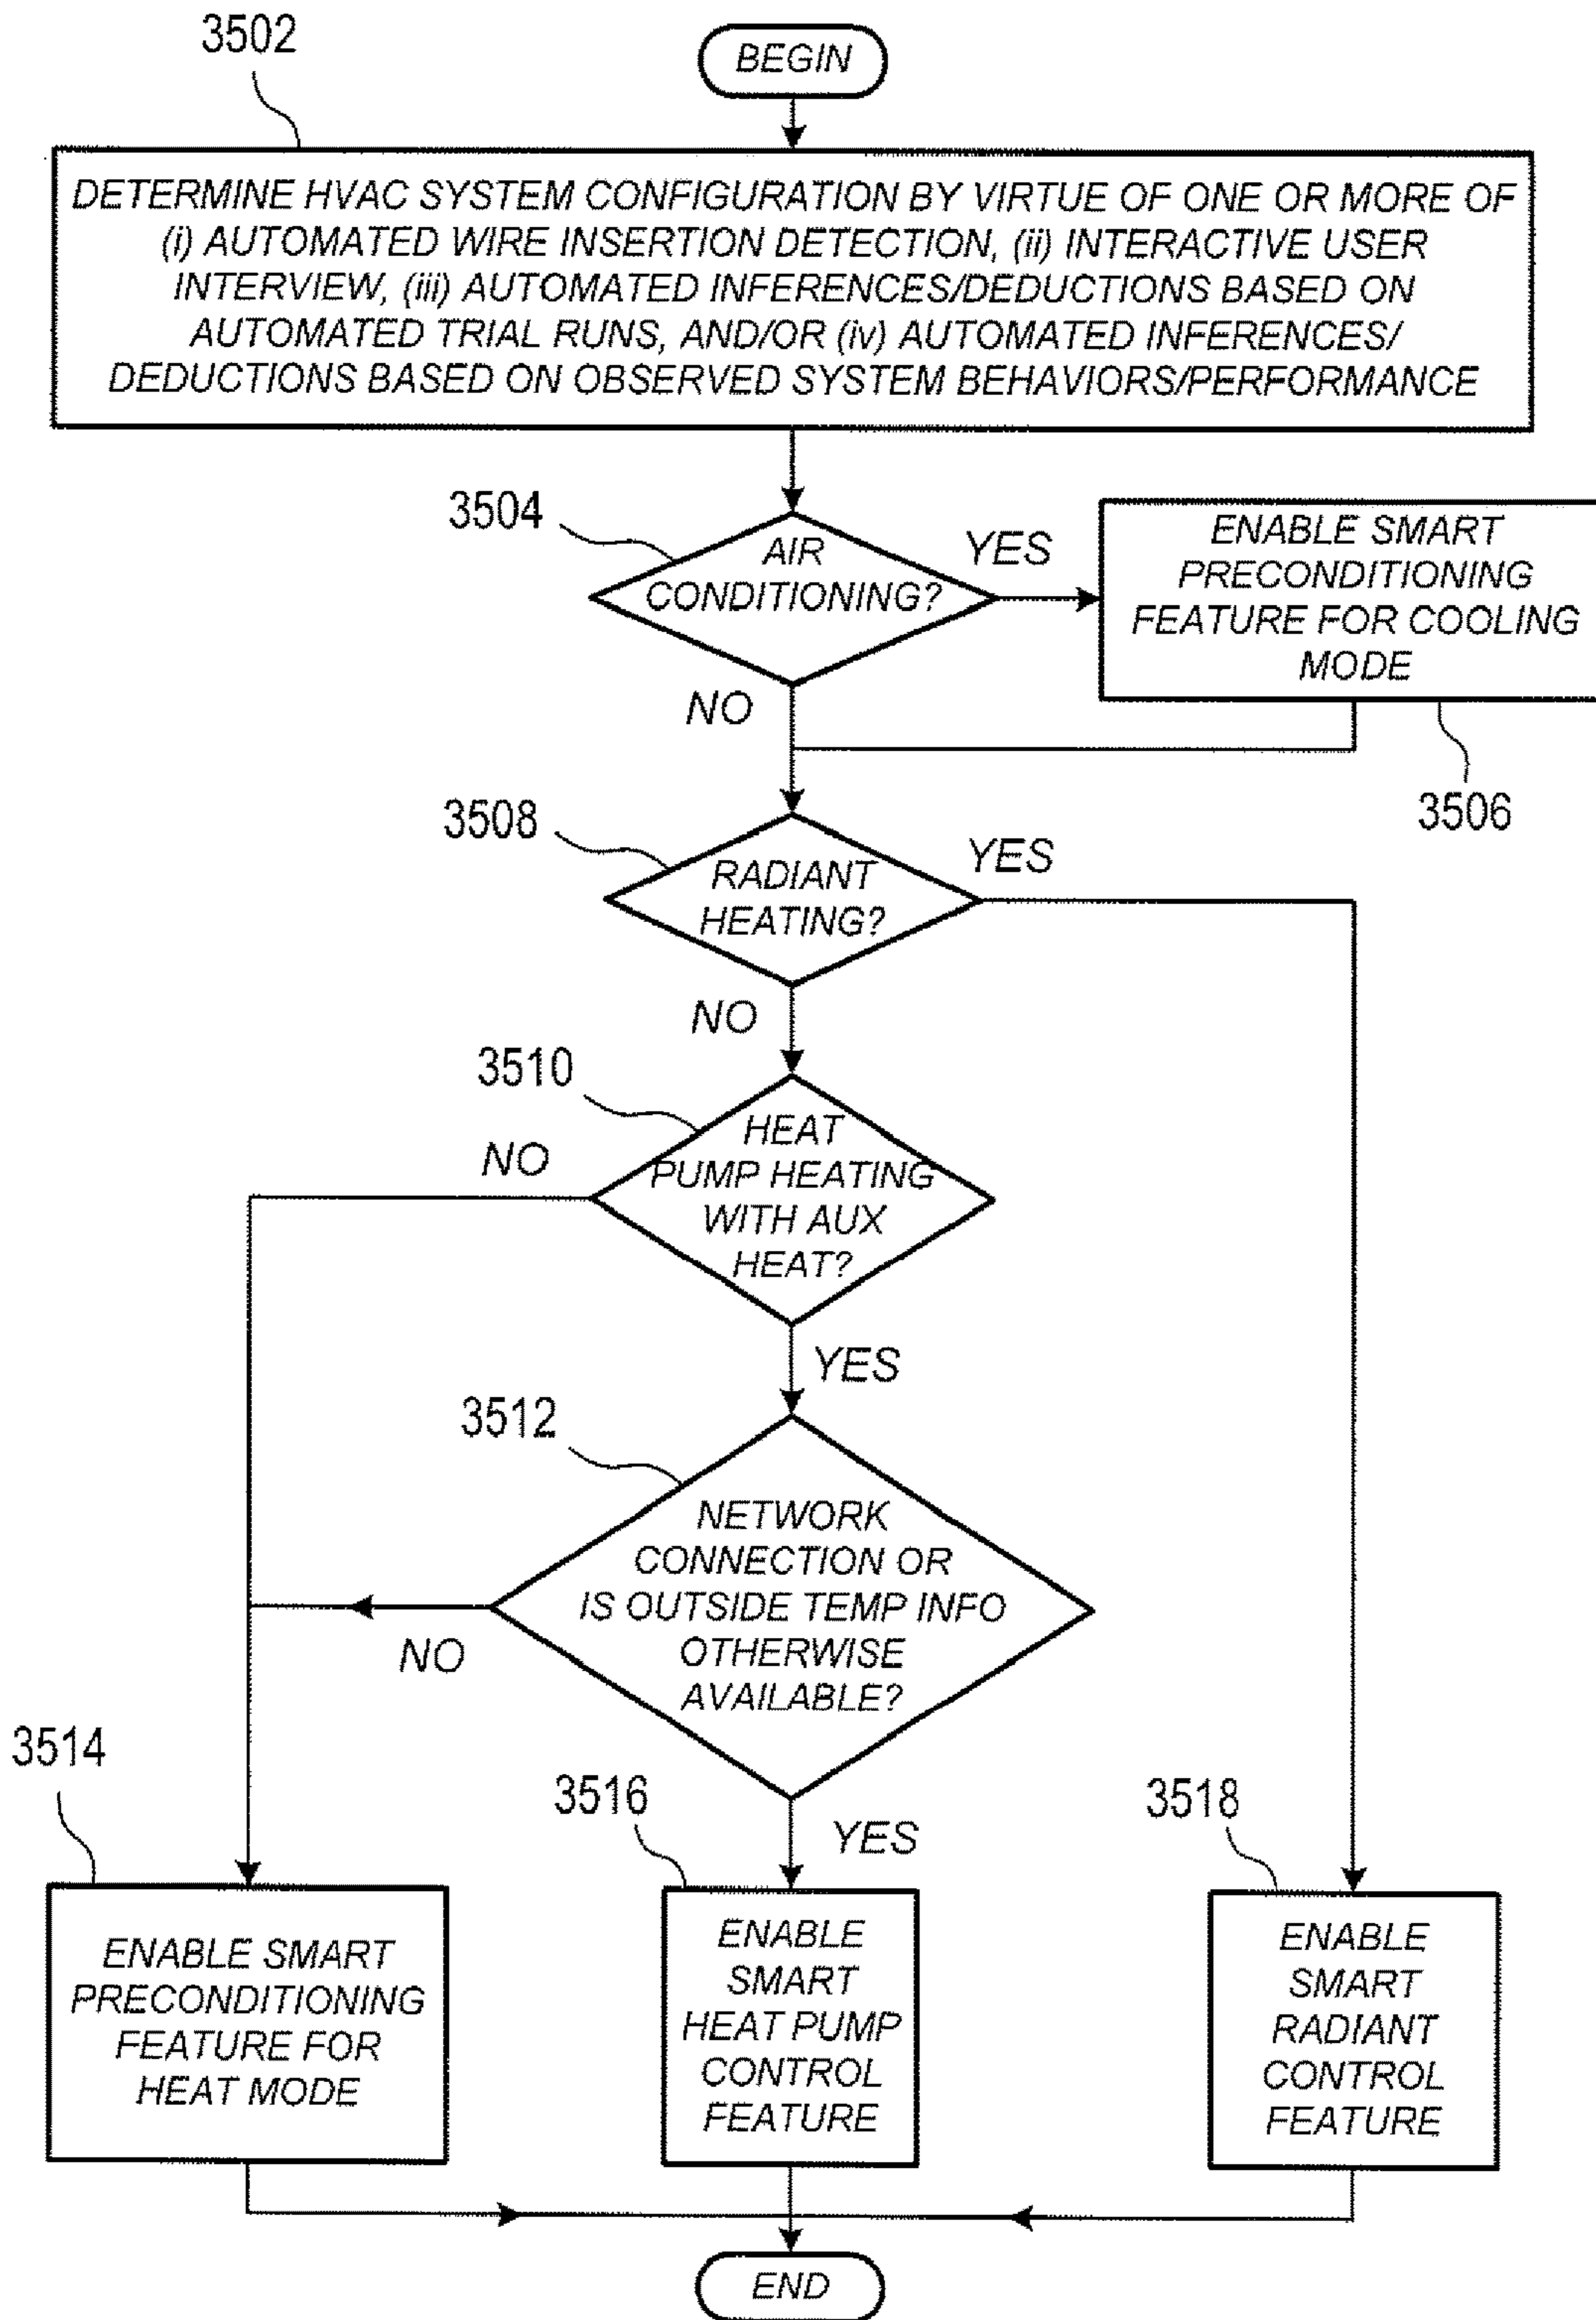 3502
BEGIN
DETERMINE HVAC SYSTEM CONFIGURATION BY VIRTUE OF ONE OR MORE OF
(i) AUTOMATED WIRE INSERTION DETECTION, (ii) INTERACTIVE USER
INTERVIEW, (iii) AUTOMATED INFERENCES/DEDUCTIONS BASED ON
AUTOMATED TRIAL RUNS, AND/OR (iv) AUTOMATED INFERENCES/
DEDUCTIONS BASED ON OBSERVED SYSTEM BEHAVIORS/PERFORMANCE
3504
AIR
CONDITIONING?
YES
NO
ENABLE SMART
PRECONDITIONING
FEATURE FOR COOLING
MODE
3506
3508
RADIANT
HEATING?
YES
NO
3510
HEAT
PUMP HEATING
WITH AUX
HEAT?
NO
YES
3512
NETWORK
CONNECTION OR
IS OUTSIDE TEMP INFO
OTHERWISE
AVAILABLE?
NO
YES
3514
ENABLE SMART
PRECONDITIONING
FEATURE FOR
HEAT MODE
3516
ENABLE
SMART
HEAT PUMP
CONTROL
FEATURE
3518
ENABLE
SMART
RADIANT
CONTROL
FEATURE
END